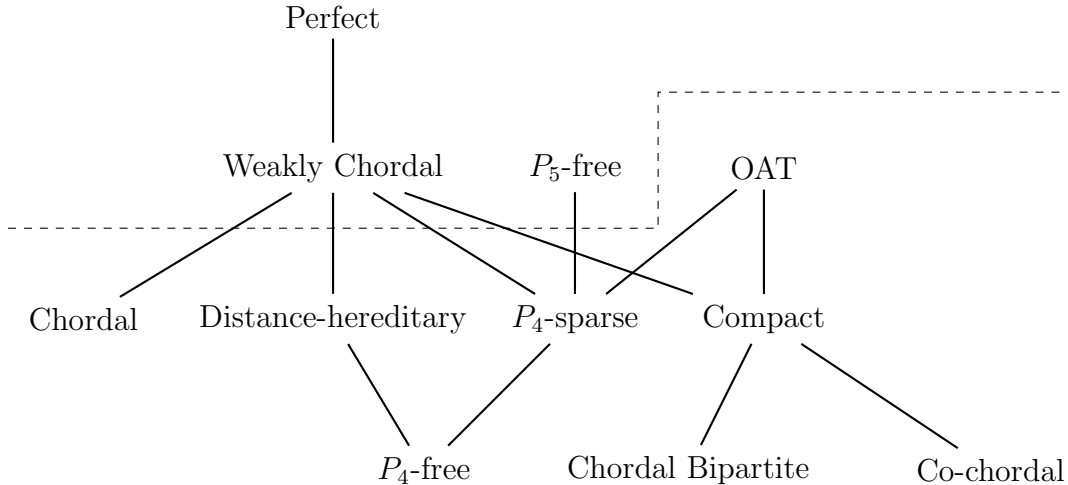 Perfect
Weakly Chordal
P₅-free
OAT
Chordal
Distance-hereditary
P₄-sparse
Compact
P₄-free
Chordal Bipartite
Co-chordal